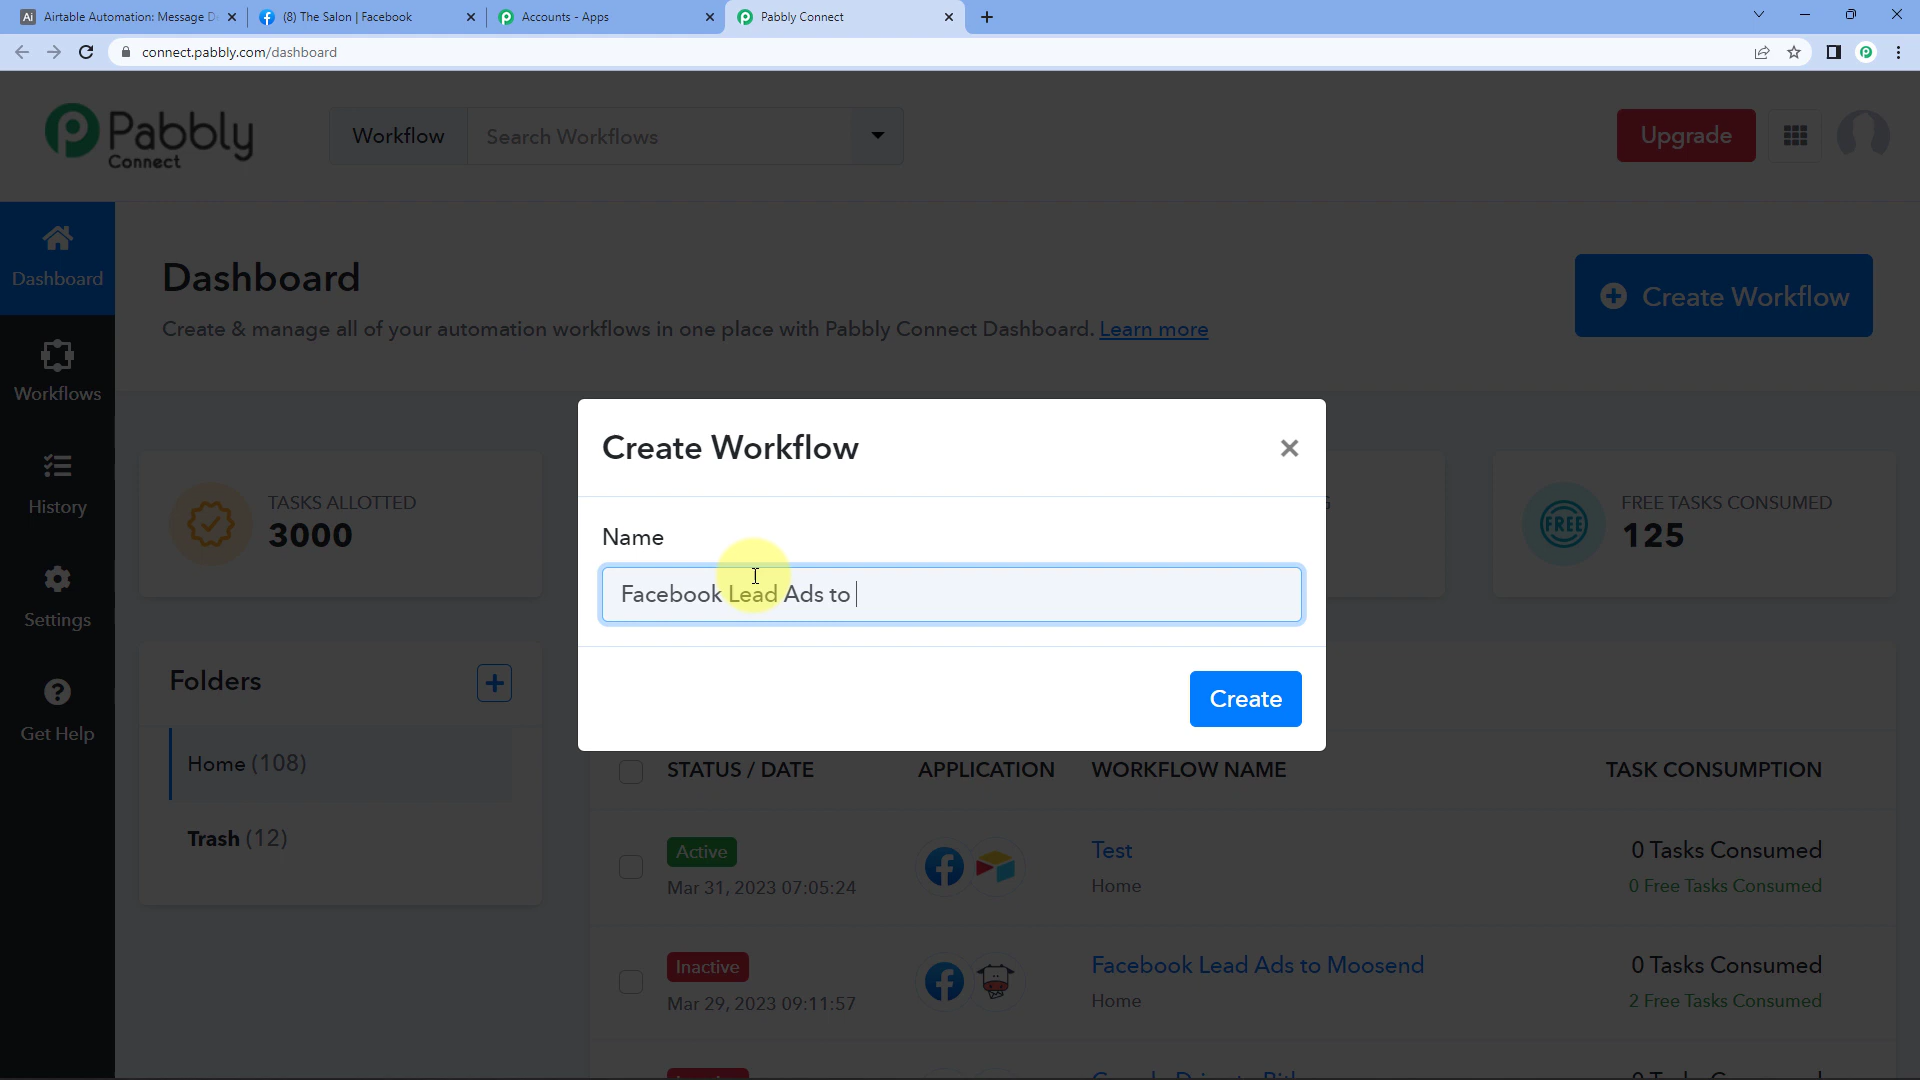 Airtable Automation: Message D
(8) The Salon | Facebook
Accounts - Apps
Pabbly Connect
connect.pabbly.com/dashboard
Pabbly
Connect
Workflow
Search Workflows
Upgrade
Dashboard
Workflows
History
Settings
Get Help
Dashboard
Create & manage all of your automation workflows in one place with Pabbly Connect Dashboard. Learn more
Create Workflow
TASKS ALLOTTED
3000
FREE
FREE TASKS CONSUMED
125
Create Workflow
Name
Facebook Lead Ads to
Create
Folders
Home (108)
Trash (12)
STATUS / DATE APPLICATION WORKFLOW NAME TASK CONSUMPTION
Active
Mar 31, 2023 07:05:24
Test
Home
0 Tasks Consumed
0 Free Tasks Consumed
Inactive
Mar 29, 2023 09:11:57
Facebook Lead Ads to Moosend
Home
0 Tasks Consumed
2 Free Tasks Consumed